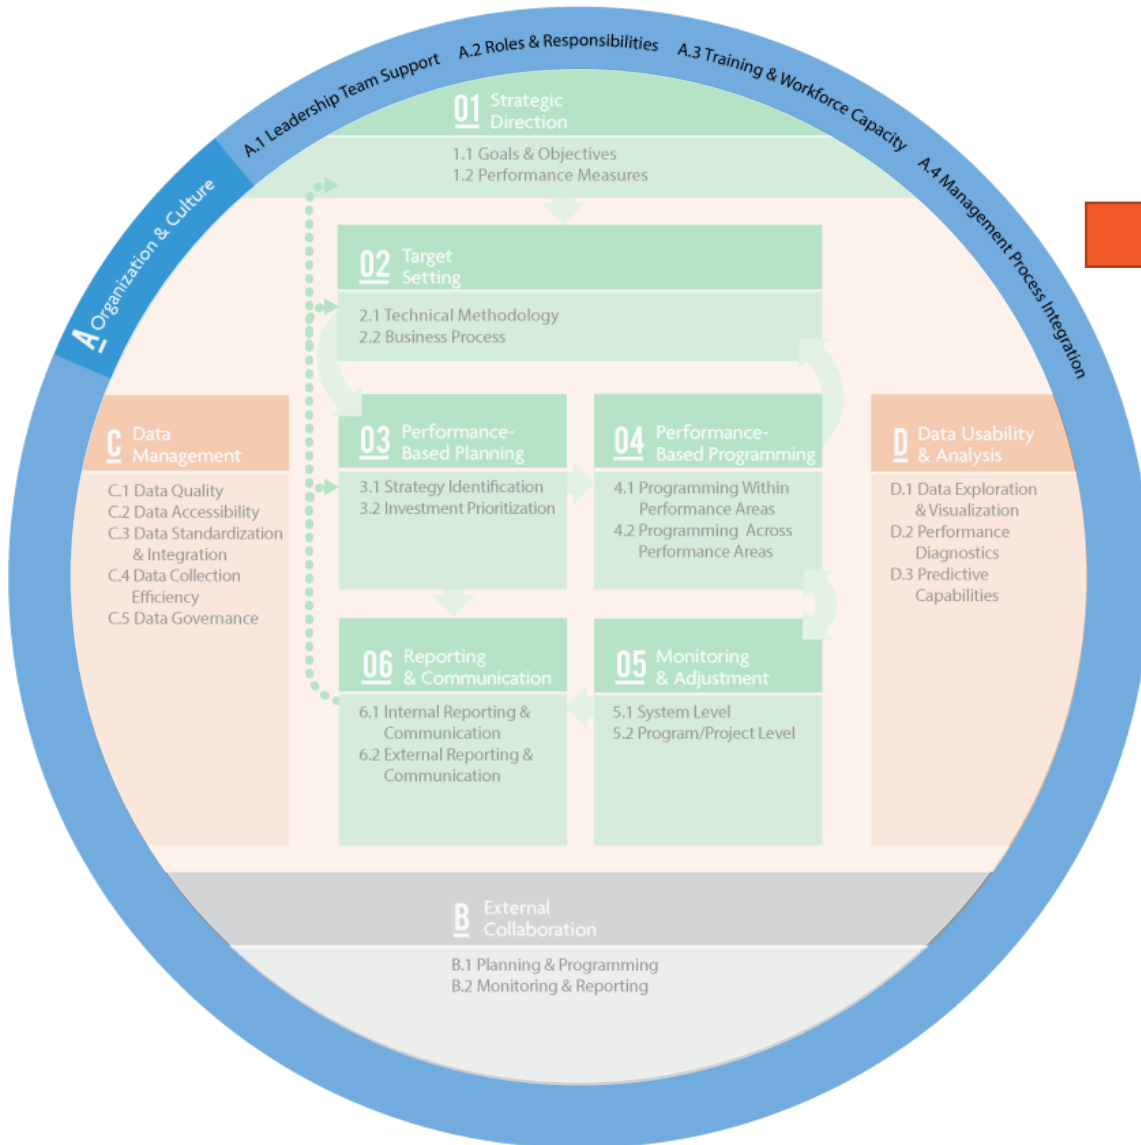 A.1 Leadership Team Support
A.2 Roles & Responsibilities
A.3 Training & Workforce Capacity
A.4 Management Process Integration
A Organization & Culture
01 Strategic
Direction
1.1 Goals & Objectives
1.2 Performance Measures
02 Target
Setting
2.1 Technical Methodology
2.2 Business Process
C Data
Management
C.1 Data Quality
C.2 Data Accessibility
C.3 Data Standardization
& Integration
C.4 Data Collection
Efficiency
C.5 Data Governance
03 Performance-
Based Planning
3.1 Strategy Identification
3.2 Investment Prioritization
04 Performance-
Based Programming
4.1 Programming Within
Performance Areas
4.2 Programming Across
Performance Areas
D Data Usability
& Analysis
D.1 Data Exploration
& Visualization
D.2 Performance
Diagnostics
D.3 Predictive
Capabilities
06 Reporting
& Communication
6.1 Internal Reporting &
Communication
6.2 External Reporting &
Communication
05 Monitoring
& Adjustment
5.1 System Level
5.2 Program/Project Level
B External
Collaboration
B.1 Planning & Programming
B.2 Monitoring & Reporting